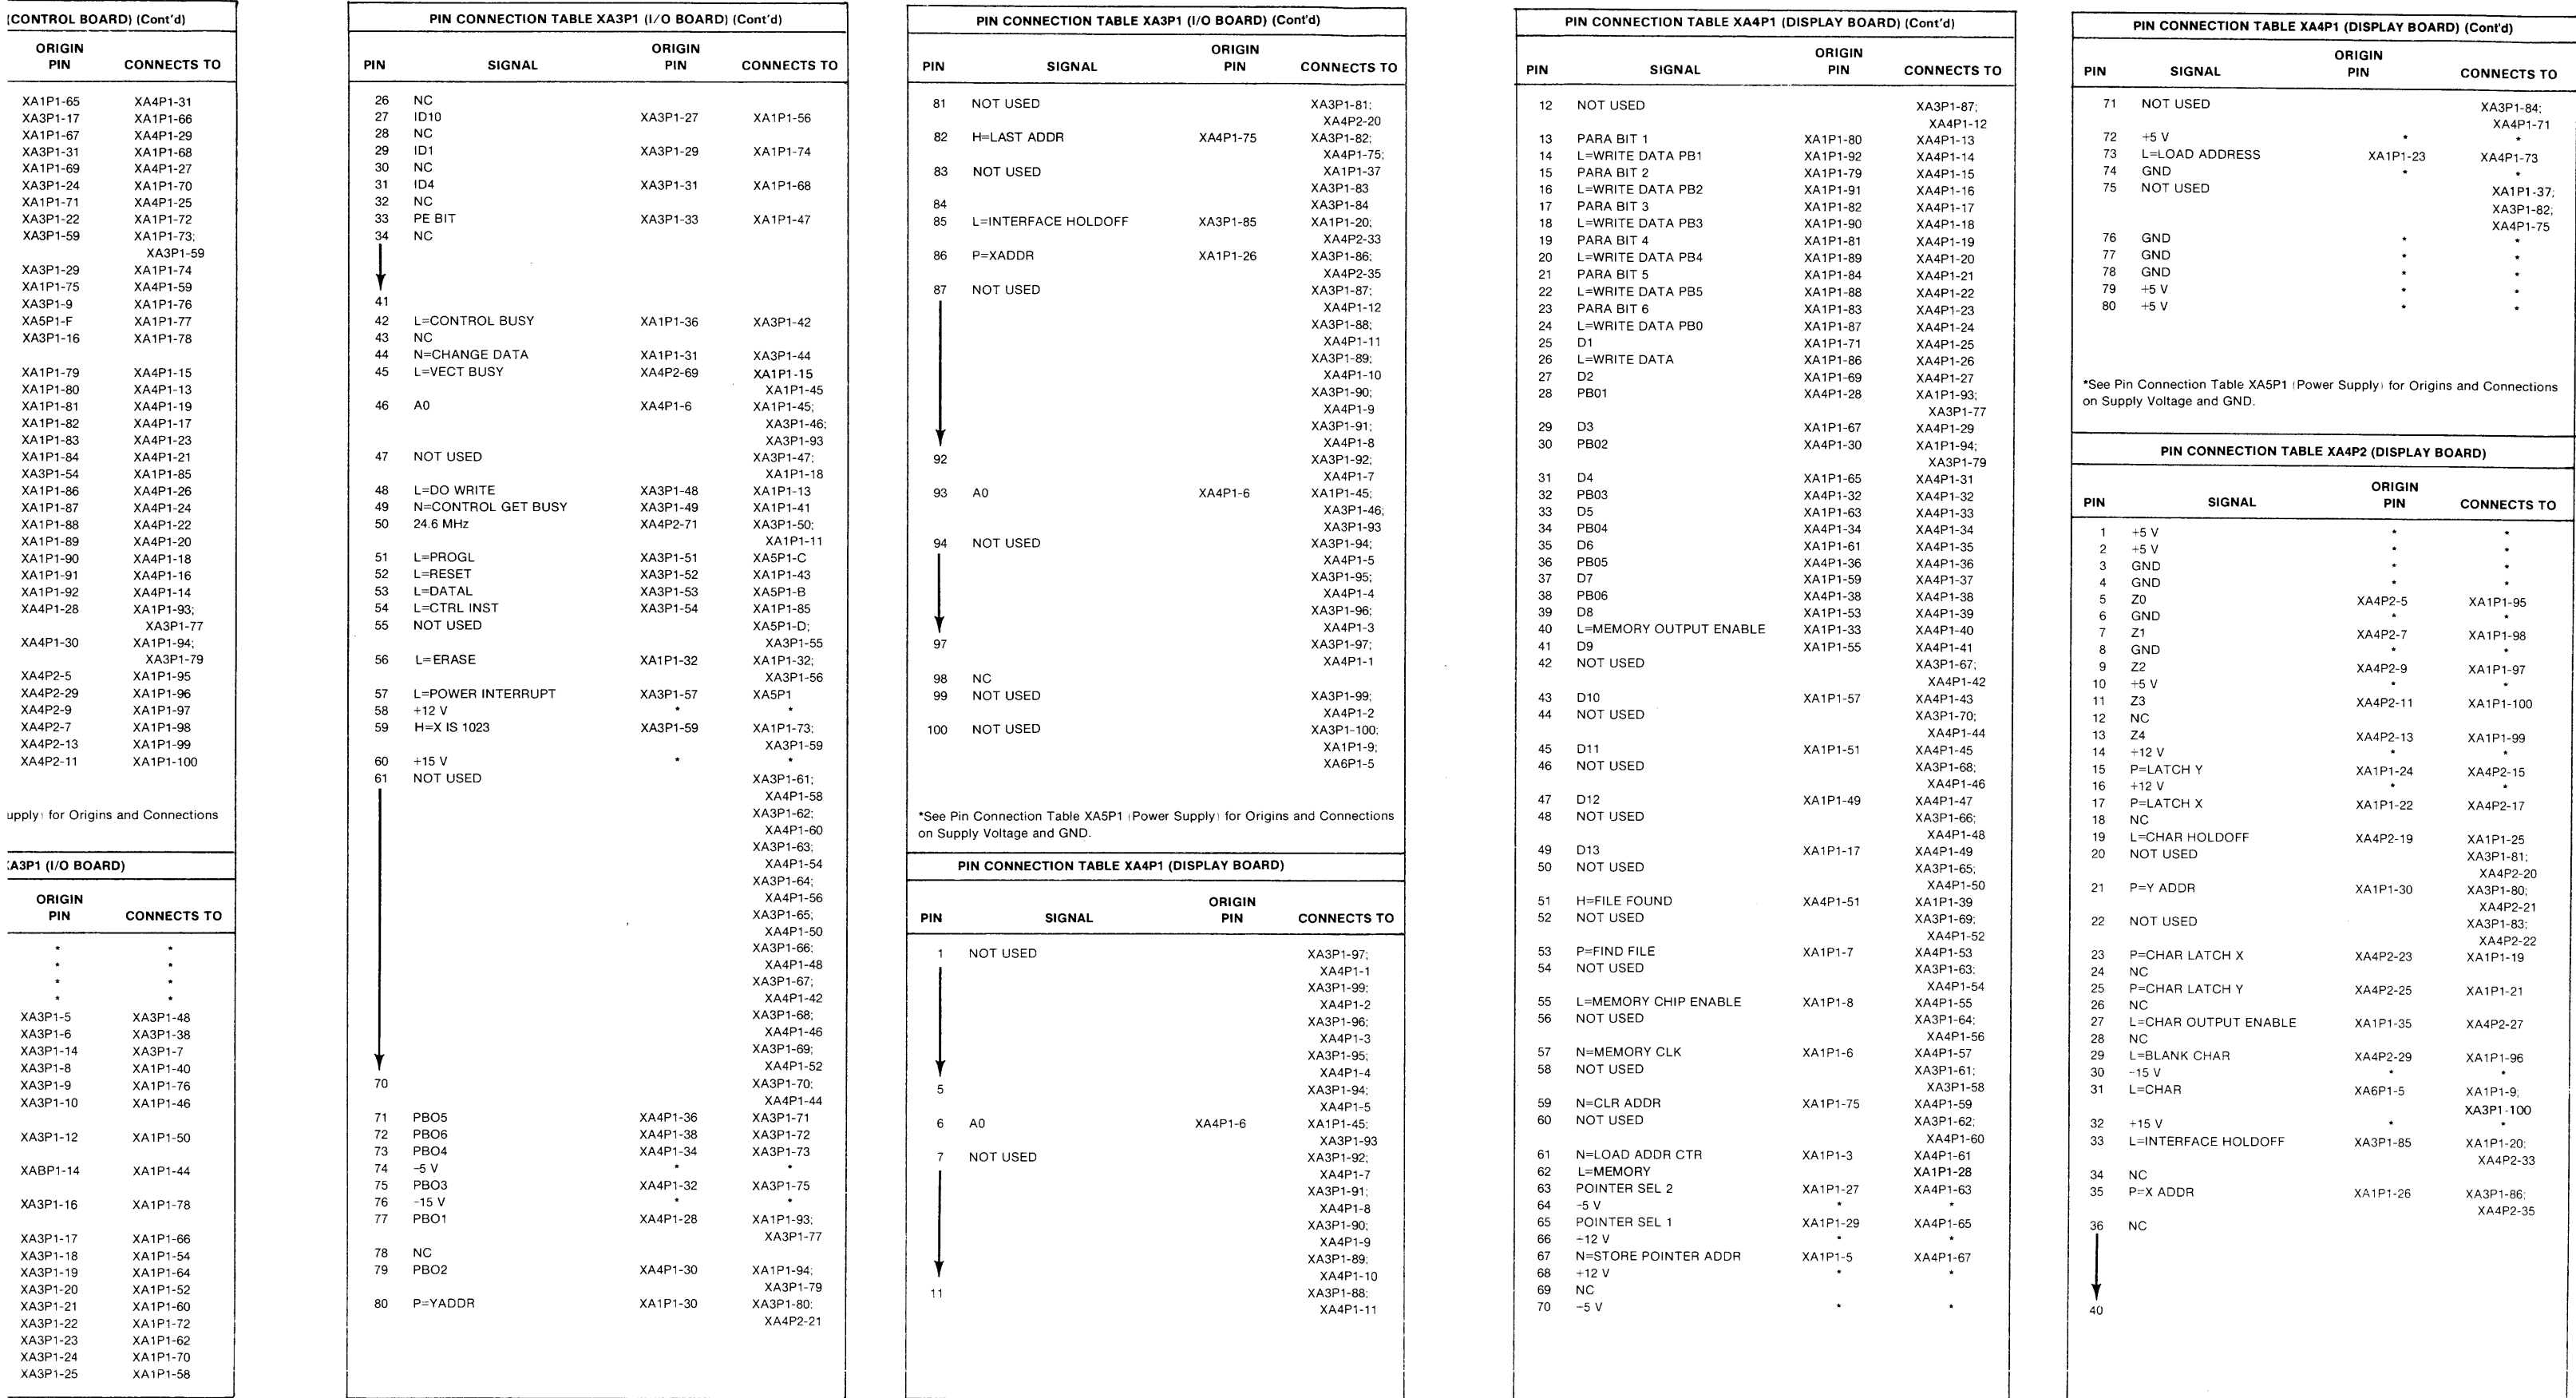 (CONTROL BOARD) (Cont'd)
ORIGIN
PIN CONNECTS TO
XA1P1-65 XA4P1-31
XA3P1-17 XA1P1-66
XA1P1-67 XA4P1-29
XA3P1-31 XA1P1-68
XA1P1-69 XA4P1-27
XA3P1-24 XA1P1-70
XA1P1-71 XA4P1-25
XA3P1-22 XA1P1-72
XA3P1-59 XA1P1-73;
XA3P1-59
XA3P1-29 XA1P1-74
XA1P1-75 XA4P1-59
XA3P1-9 XA1P1-76
XA5P1-F XA1P1-77
XA3P1-16 XA1P1-78
XA1P1-79 XA4P1-15
XA1P1-80 XA4P1-13
XA1P1-81 XA4P1-19
XA1P1-82 XA4P1-17
XA1P1-83 XA4P1-23
XA1P1-84 XA4P1-21
XA3P1-54 XA1P1-85
XA1P1-86 XA4P1-26
XA1P1-87 XA4P1-24
XA1P1-88 XA4P1-22
XA1P1-89 XA4P1-20
XA1P1-90 XA4P1-18
XA1P1-91 XA4P1-16
XA1P1-92 XA4P1-14
XA4P1-28 XA1P1-93;
XA3P1-77
XA4P1-30 XA1P1-94;
XA3P1-79
XA4P2-5 XA1P1-95
XA4P2-29 XA1P1-96
XA4P2-9 XA1P1-97
XA4P2-7 XA1P1-98
XA4P2-13 XA1P1-99
XA4P2-11 XA1P1-100
upply) for Origins and Connections
XA3P1 (I/O BOARD)
ORIGIN
PIN CONNECTS TO
* *
* *
* *
* *
XA3P1-5 XA3P1-48
XA3P1-6 XA3P1-38
XA3P1-14 XA3P1-7
XA3P1-8 XA1P1-40
XA3P1-9 XA1P1-76
XA3P1-10 XA1P1-46
XA3P1-12 XA1P1-50
XABP1-14 XA1P1-44
XA3P1-16 XA1P1-78
XA3P1-17 XA1P1-66
XA3P1-18 XA1P1-54
XA3P1-19 XA1P1-64
XA3P1-20 XA1P1-52
XA3P1-21 XA1P1-60
XA3P1-22 XA1P1-72
XA3P1-23 XA1P1-62
XA3P1-24 XA1P1-70
XA3P1-25 XA1P1-58
PIN CONNECTION TABLE XA3P1 (I/O BOARD) (Cont'd)
ORIGIN
PIN SIGNAL PIN CONNECTS TO
26 NC
27 ID10 XA3P1-27 XA1P1-56
28 NC
29 ID1 XA3P1-29 XA1P1-74
30 NC
31 ID4 XA3P1-31 XA1P1-68
32 NC
33 PE BIT XA3P1-33 XA1P1-47
34 NC
41
42 L=CONTROL BUSY XA1P1-36 XA3P1-42
43 NC
44 N=CHANGE DATA XA1P1-31 XA3P1-44
45 L=VECT BUSY XA4P2-69 XA1P1-15
XA1P1-45
46 A0 XA4P1-6 XA1P1-45;
XA3P1-46;
XA3P1-93
47 NOT USED XA3P1-47;
XA1P1-18
48 L=DO WRITE XA3P1-48 XA1P1-13
49 N=CONTROL GET BUSY XA3P1-49 XA1P1-41
50 24.6 MHz XA4P2-71 XA3P1-50;
XA1P1-11
51 L=PROGL XA3P1-51 XA5P1-C
52 L=RESET XA3P1-52 XA1P1-43
53 L=DATAL XA3P1-53 XA5P1-B
54 L=CTRL INST XA3P1-54 XA1P1-85
55 NOT USED XA5P1-D;
XA3P1-55
56 L=ERASE XA1P1-32 XA1P1-32;
XA3P1-56
57 L=POWER INTERRUPT XA3P1-57 XA5P1
58 +12 V * *
59 H=X IS 1023 XA3P1-59 XA1P1-73;
XA3P1-59
60 +15 V * *
61 NOT USED XA3P1-61;
XA4P1-58
XA3P1-62;
XA4P1-60
XA3P1-63;
XA4P1-54
XA3P1-64;
XA4P1-56
XA3P1-65;
XA4P1-50
XA3P1-66;
XA4P1-48
XA3P1-67;
XA4P1-42
XA3P1-68;
XA4P1-46
XA3P1-69;
XA4P1-52
70 XA3P1-70;
XA4P1-44
71 PBO5 XA4P1-36 XA3P1-71
72 PBO6 XA4P1-38 XA3P1-72
73 PBO4 XA4P1-34 XA3P1-73
74 -5 V * *
75 PBO3 XA4P1-32 XA3P1-75
76 -15 V * *
77 PBO1 XA4P1-28 XA1P1-93;
XA3P1-77
78 NC
79 PBO2 XA4P1-30 XA1P1-94;
XA3P1-79
80 P=YADDR XA1P1-30 XA3P1-80;
XA4P2-21
PIN CONNECTION TABLE XA3P1 (I/O BOARD) (Cont'd)
ORIGIN
PIN SIGNAL PIN CONNECTS TO
81 NOT USED XA3P1-81;
XA4P2-20
82 H=LAST ADDR XA4P1-75 XA3P1-82;
XA4P1-75;
83 NOT USED XA1P1-37
XA3P1-83
84 XA3P1-84
85 L=INTERFACE HOLDOFF XA3P1-85 XA1P1-20;
XA4P2-33
86 P=XADDR XA1P1-26 XA3P1-86;
XA4P2-35
87 NOT USED XA3P1-87;
XA4P1-12
XA3P1-88;
XA4P1-11
XA3P1-89;
XA4P1-10
XA3P1-90;
XA4P1-9
XA3P1-91;
XA4P1-8
92 XA3P1-92;
XA4P1-7
93 A0 XA4P1-6 XA1P1-45;
XA3P1-46;
XA3P1-93
94 NOT USED XA3P1-94;
XA4P1-5
XA3P1-95;
XA4P1-4
XA3P1-96;
XA4P1-3
97 XA3P1-97;
XA4P1-1
98 NC
99 NOT USED XA3P1-99;
XA4P1-2
100 NOT USED XA3P1-100;
XA1P1-9;
XA6P1-5
*See Pin Connection Table XA5P1 (Power Supply) for Origins and Connections
on Supply Voltage and GND.
PIN CONNECTION TABLE XA4P1 (DISPLAY BOARD)
ORIGIN
PIN SIGNAL PIN CONNECTS TO
1 NOT USED XA3P1-97;
XA4P1-1
XA3P1-99;
XA4P1-2
XA3P1-96;
XA4P1-3
XA3P1-95;
XA4P1-4
5 XA3P1-94;
XA4P1-5
6 A0 XA4P1-6 XA1P1-45;
XA3P1-93
7 NOT USED XA3P1-92;
XA4P1-7
XA3P1-91;
XA4P1-8
XA3P1-90;
XA4P1-9
XA3P1-89;
XA4P1-10
11 XA3P1-88;
XA4P1-11
PIN CONNECTION TABLE XA4P1 (DISPLAY BOARD) (Cont'd)
ORIGIN
PIN SIGNAL PIN CONNECTS TO
12 NOT USED XA3P1-87;
XA4P1-12
13 PARA BIT 1 XA1P1-80 XA4P1-13
14 L=WRITE DATA PB1 XA1P1-92 XA4P1-14
15 PARA BIT 2 XA1P1-79 XA4P1-15
16 L=WRITE DATA PB2 XA1P1-91 XA4P1-16
17 PARA BIT 3 XA1P1-82 XA4P1-17
18 L=WRITE DATA PB3 XA1P1-90 XA4P1-18
19 PARA BIT 4 XA1P1-81 XA4P1-19
20 L=WRITE DATA PB4 XA1P1-89 XA4P1-20
21 PARA BIT 5 XA1P1-84 XA4P1-21
22 L=WRITE DATA PB5 XA1P1-88 XA4P1-22
23 PARA BIT 6 XA1P1-83 XA4P1-23
24 L=WRITE DATA PB0 XA1P1-87 XA4P1-24
25 D1 XA1P1-71 XA4P1-25
26 L=WRITE DATA XA1P1-86 XA4P1-26
27 D2 XA1P1-69 XA4P1-27
28 PB01 XA4P1-28 XA1P1-93;
XA3P1-77
29 D3 XA1P1-67 XA4P1-29
30 PB02 XA4P1-30 XA1P1-94;
XA3P1-79
31 D4 XA1P1-65 XA4P1-31
32 PB03 XA4P1-32 XA4P1-32
33 D5 XA1P1-63 XA4P1-33
34 PB04 XA4P1-34 XA4P1-34
35 D6 XA1P1-61 XA4P1-35
36 PB05 XA4P1-36 XA4P1-36
37 D7 XA1P1-59 XA4P1-37
38 PB06 XA4P1-38 XA4P1-38
39 D8 XA1P1-53 XA4P1-39
40 L=MEMORY OUTPUT ENABLE XA1P1-33 XA4P1-40
41 D9 XA1P1-55 XA4P1-41
42 NOT USED XA3P1-67;
XA4P1-42
43 D10 XA1P1-57 XA4P1-43
44 NOT USED XA3P1-70;
XA4P1-44
45 D11 XA1P1-51 XA4P1-45
46 NOT USED XA3P1-68;
XA4P1-46
47 D12 XA1P1-49 XA4P1-47
48 NOT USED XA3P1-66;
XA4P1-48
49 D13 XA1P1-17 XA4P1-49
50 NOT USED XA3P1-65;
XA4P1-50
51 H=FILE FOUND XA4P1-51 XA1P1-39
52 NOT USED XA3P1-69;
XA4P1-52
53 P=FIND FILE XA1P1-7 XA4P1-53
54 NOT USED XA3P1-63;
XA4P1-54
55 L=MEMORY CHIP ENABLE XA1P1-8 XA4P1-55
56 NOT USED XA3P1-64;
XA4P1-56
57 N=MEMORY CLK XA1P1-6 XA4P1-57
58 NOT USED XA3P1-61;
XA3P1-58
59 N=CLR ADDR XA1P1-75 XA4P1-59
60 NOT USED XA3P1-62;
XA4P1-60
61 N=LOAD ADDR CTR XA1P1-3 XA4P1-61
62 L=MEMORY XA1P1-28
63 POINTER SEL 2 XA1P1-27 XA4P1-63
64 -5 V * *
65 POINTER SEL 1 XA1P1-29 XA4P1-65
66 +12 V * *
67 N=STORE POINTER ADDR XA1P1-5 XA4P1-67
68 +12 V * *
69 NC
70 -5 V * *
PIN CONNECTION TABLE XA4P1 (DISPLAY BOARD) (Cont'd)
ORIGIN
PIN SIGNAL PIN CONNECTS TO
71 NOT USED XA3P1-84;
XA4P1-71
72 +5 V * *
73 L=LOAD ADDRESS XA1P1-23 XA4P1-73
74 GND * *
75 NOT USED XA1P1-37;
XA3P1-82;
XA4P1-75
76 GND * *
77 GND * *
78 GND * *
79 +5 V * *
80 +5 V * *
*See Pin Connection Table XA5P1 (Power Supply) for Origins and Connections
on Supply Voltage and GND.
PIN CONNECTION TABLE XA4P2 (DISPLAY BOARD)
ORIGIN
PIN SIGNAL PIN CONNECTS TO
1 +5 V * *
2 +5 V * *
3 GND * *
4 GND * *
5 Z0 XA4P2-5 XA1P1-95
6 GND * *
7 Z1 XA4P2-7 XA1P1-98
8 GND * *
9 Z2 XA4P2-9 XA1P1-97
10 +5 V * *
11 Z3 XA4P2-11 XA1P1-100
12 NC
13 Z4 XA4P2-13 XA1P1-99
14 +12 V * *
15 P=LATCH Y XA1P1-24 XA4P2-15
16 +12 V * *
17 P=LATCH X XA1P1-22 XA4P2-17
18 NC
19 L=CHAR HOLDOFF XA4P2-19 XA1P1-25
20 NOT USED XA3P1-81;
XA4P2-20
21 P=Y ADDR XA1P1-30 XA3P1-80;
XA4P2-21
22 NOT USED XA3P1-83;
XA4P2-22
23 P=CHAR LATCH X XA4P2-23 XA1P1-19
24 NC
25 P=CHAR LATCH Y XA4P2-25 XA1P1-21
26 NC
27 L=CHAR OUTPUT ENABLE XA1P1-35 XA4P2-27
28 NC
29 L=BLANK CHAR XA4P2-29 XA1P1-96
30 -15 V * *
31 L=CHAR XA6P1-5 XA1P1-9;
XA3P1-100
32 +15 V * *
33 L=INTERFACE HOLDOFF XA3P1-85 XA1P1-20;
XA4P2-33
34 NC
35 P=X ADDR XA1P1-26 XA3P1-86;
XA4P2-35
36 NC
40